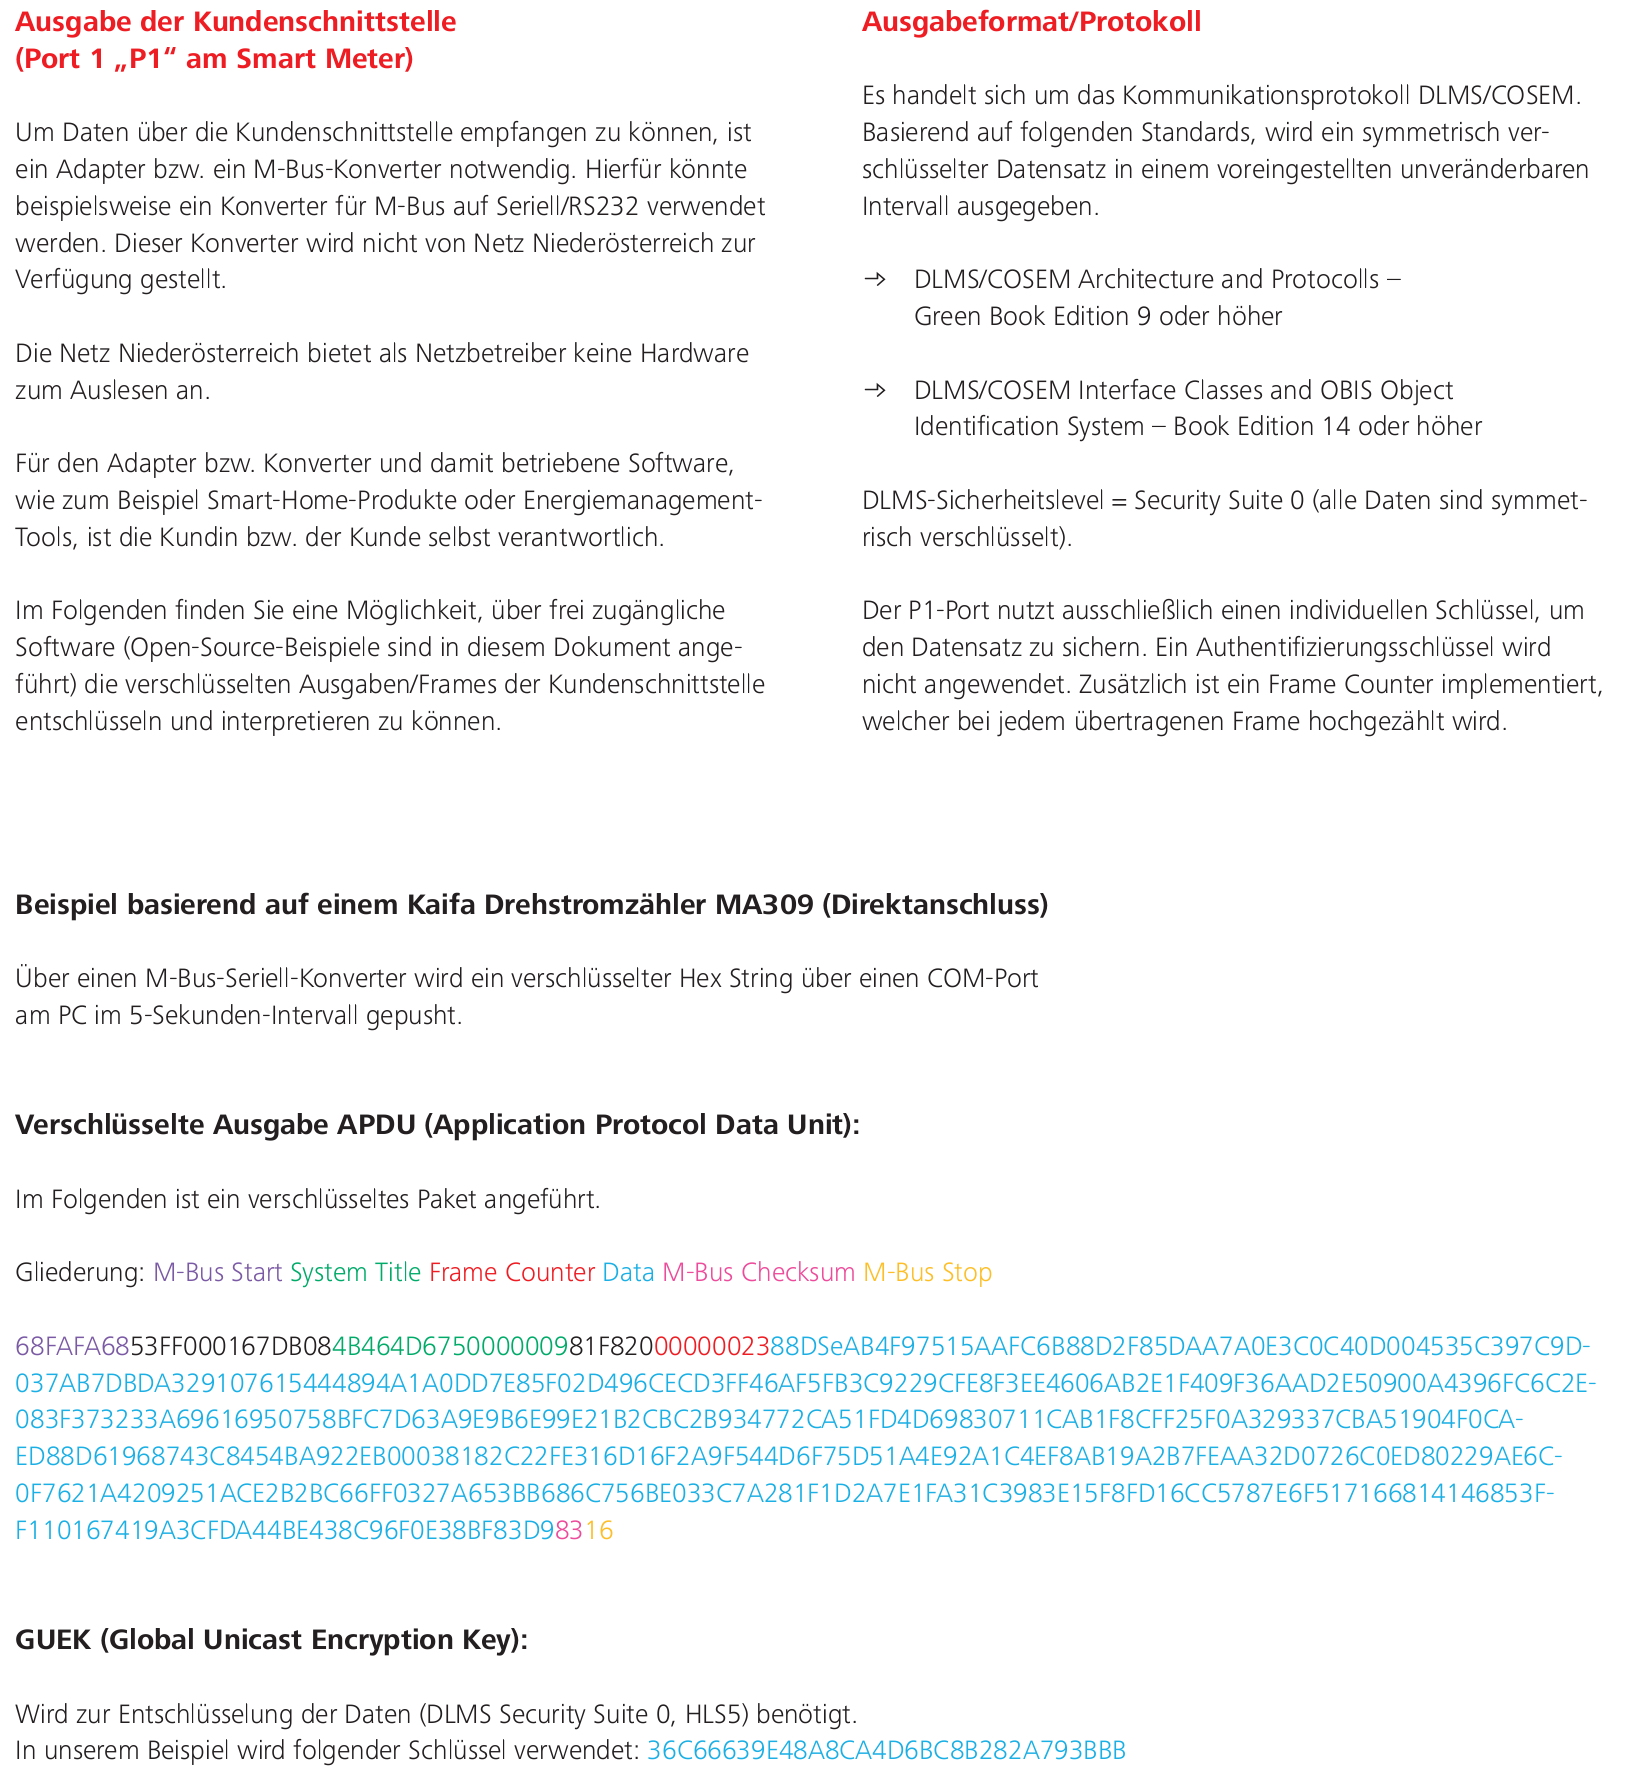 Ausgabe der Kundenschnittstelle
(Port 1 „P1“ am Smart Meter)
Um Daten über die Kundenschnittstelle empfangen zu können, ist
ein Adapter bzw. ein M-Bus-Konverter notwendig. Hierfür könnte
beispielsweise ein Konverter für M-Bus auf Seriell/RS232 verwendet
werden. Dieser Konverter wird nicht von Netz Niederösterreich zur
Verfügung gestellt.
Die Netz Niederösterreich bietet als Netzbetreiber keine Hardware
zum Auslesen an.
Für den Adapter bzw. Konverter und damit betriebene Software,
wie zum Beispiel Smart-Home-Produkte oder Energiemanagement-
Tools, ist die Kundin bzw. der Kunde selbst verantwortlich.
Im Folgenden finden Sie eine Möglichkeit, über frei zugängliche
Software (Open-Source-Beispiele sind in diesem Dokument ange-
führt) die verschlüsselten Ausgaben/Frames der Kundenschnittstelle
entschlüsseln und interpretieren zu können.
Ausgabeformat/Protokoll
Es handelt sich um das Kommunikationsprotokoll DLMS/COSEM.
Basierend auf folgenden Standards, wird ein symmetrisch ver-
schlüsselter Datensatz in einem voreingestellten unveränderbaren
Intervall ausgegeben.
→ DLMS/COSEM Architecture and Protocolls –
Green Book Edition 9 oder höher
→ DLMS/COSEM Interface Classes and OBIS Object
Identification System – Book Edition 14 oder höher
DLMS-Sicherheitslevel = Security Suite 0 (alle Daten sind symmet-
risch verschlüsselt).
Der P1-Port nutzt ausschließlich einen individuellen Schlüssel, um
den Datensatz zu sichern. Ein Authentifizierungsschlüssel wird
nicht angewendet. Zusätzlich ist ein Frame Counter implementiert,
welcher bei jedem übertragenen Frame hochgezählt wird.
Beispiel basierend auf einem Kaifa Drehstromzähler MA309 (Direktanschluss)
Über einen M-Bus-Seriell-Konverter wird ein verschlüsselter Hex String über einen COM-Port
am PC im 5-Sekunden-Intervall gepusht.
Verschlüsselte Ausgabe APDU (Application Protocol Data Unit):
Im Folgenden ist ein verschlüsseltes Paket angeführt.
Gliederung: M-Bus Start System Title Frame Counter Data M-Bus Checksum M-Bus Stop
68FAFA6853FF000167DB084B464D675000000981F8200000002388DSeAB4F97515AAFC6B88D2F85DAA7A0E3C0C40D004535C397C9D-
037AB7DBDA329107615444894A1A0DD7E85F02D496CECD3FF46AF5FB3C9229CFE8F3EE4606AB2E1F409F36AAD2E50900A4396FC6C2E-
083F373233A69616950758BFC7D63A9E9B6E99E21B2CBC2B934772CA51FD4D69830711CAB1F8CFF25F0A329337CBA51904F0CA-
ED88D61968743C8454BA922EB00038182C22FE316D16F2A9F544D6F75D51A4E92A1C4EF8AB19A2B7FEAA32D0726C0ED80229AE6C-
0F7621A4209251ACE2B2BC66FF0327A653BB686C756BE033C7A281F1D2A7E1FA31C3983E15F8FD16CC5787E6F517166814146853F-
F110167419A3CFDA44BE438C96F0E38BF83D98316
GUEK (Global Unicast Encryption Key):
Wird zur Entschlüsselung der Daten (DLMS Security Suite 0, HLS5) benötigt.
In unserem Beispiel wird folgender Schlüssel verwendet: 36C66639E48A8CA4D6BC8B282A793BBB